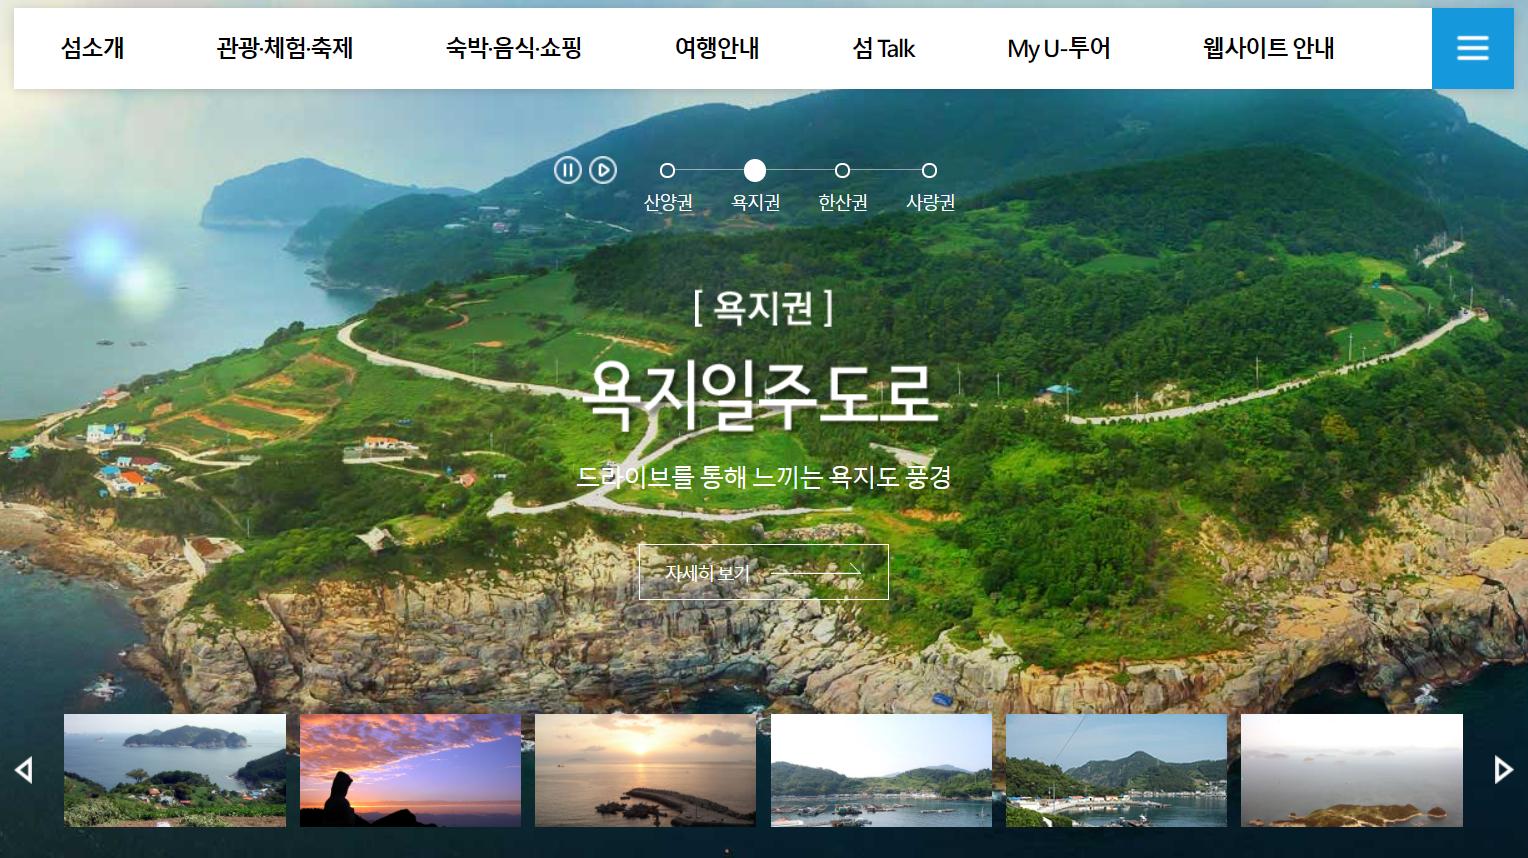 섬소개 관광·체험·축제 숙박·음식·쇼핑 여행안내 섬 Talk My U-투어 웹사이트 안내
산양권 욕지권 한산권 사량권
[ 욕지권 ]
욕지일주도로
드라이브를 통해 느끼는 욕지도 풍경
자세히 보기